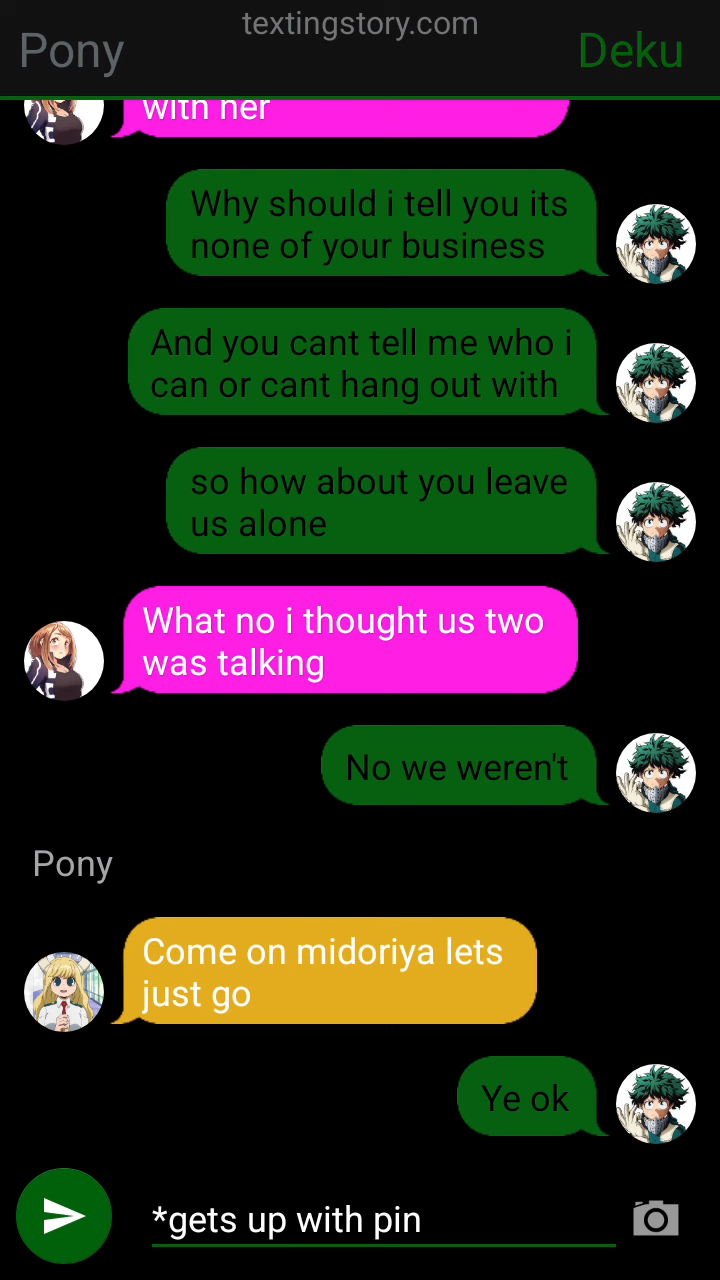 textingstory.com
Pony
Deku
with her
Why should i tell you its
none of your business
And you cant tell me who i
can or cant hang out with
so how about you leave
us alone
What no i thought us two
was talking
No we weren't
Pony
Come on midoriya lets
just go
Ye ok
*gets up with pin